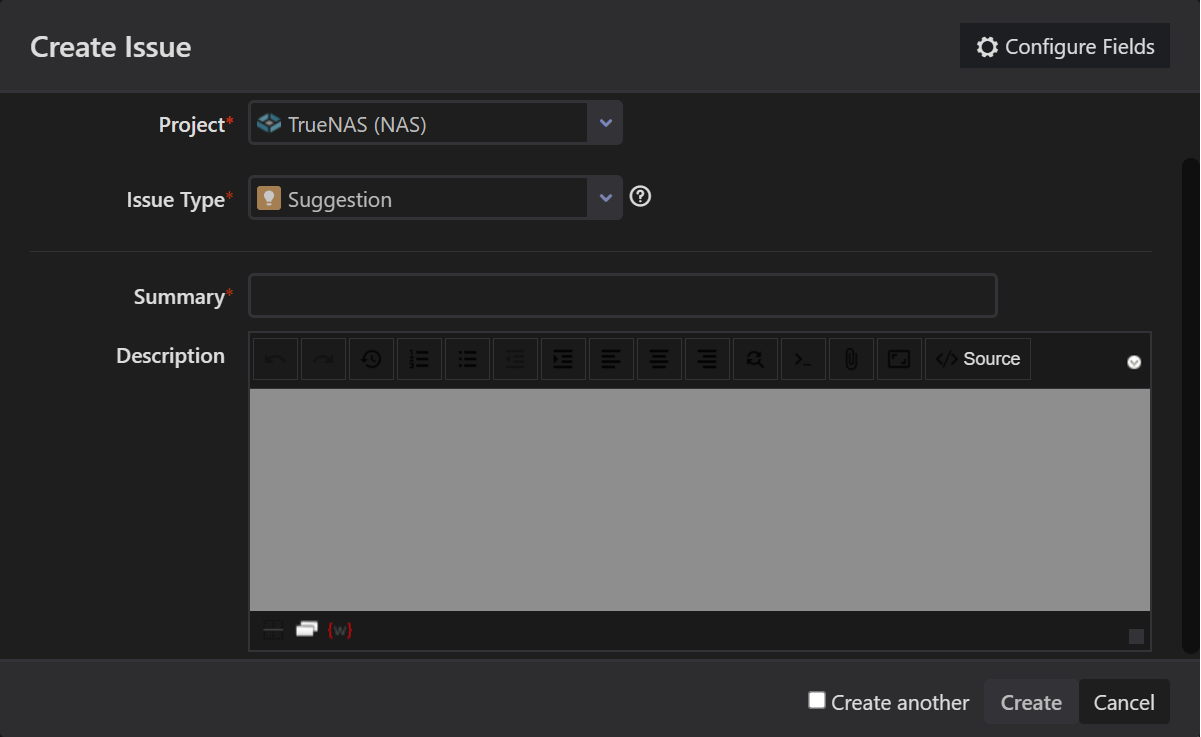 Create Issue
Configure Fields
Project*
TrueNAS (NAS)
Issue Type*
Suggestion
Summary*
Description
Source
{w}
Create another
Create
Cancel